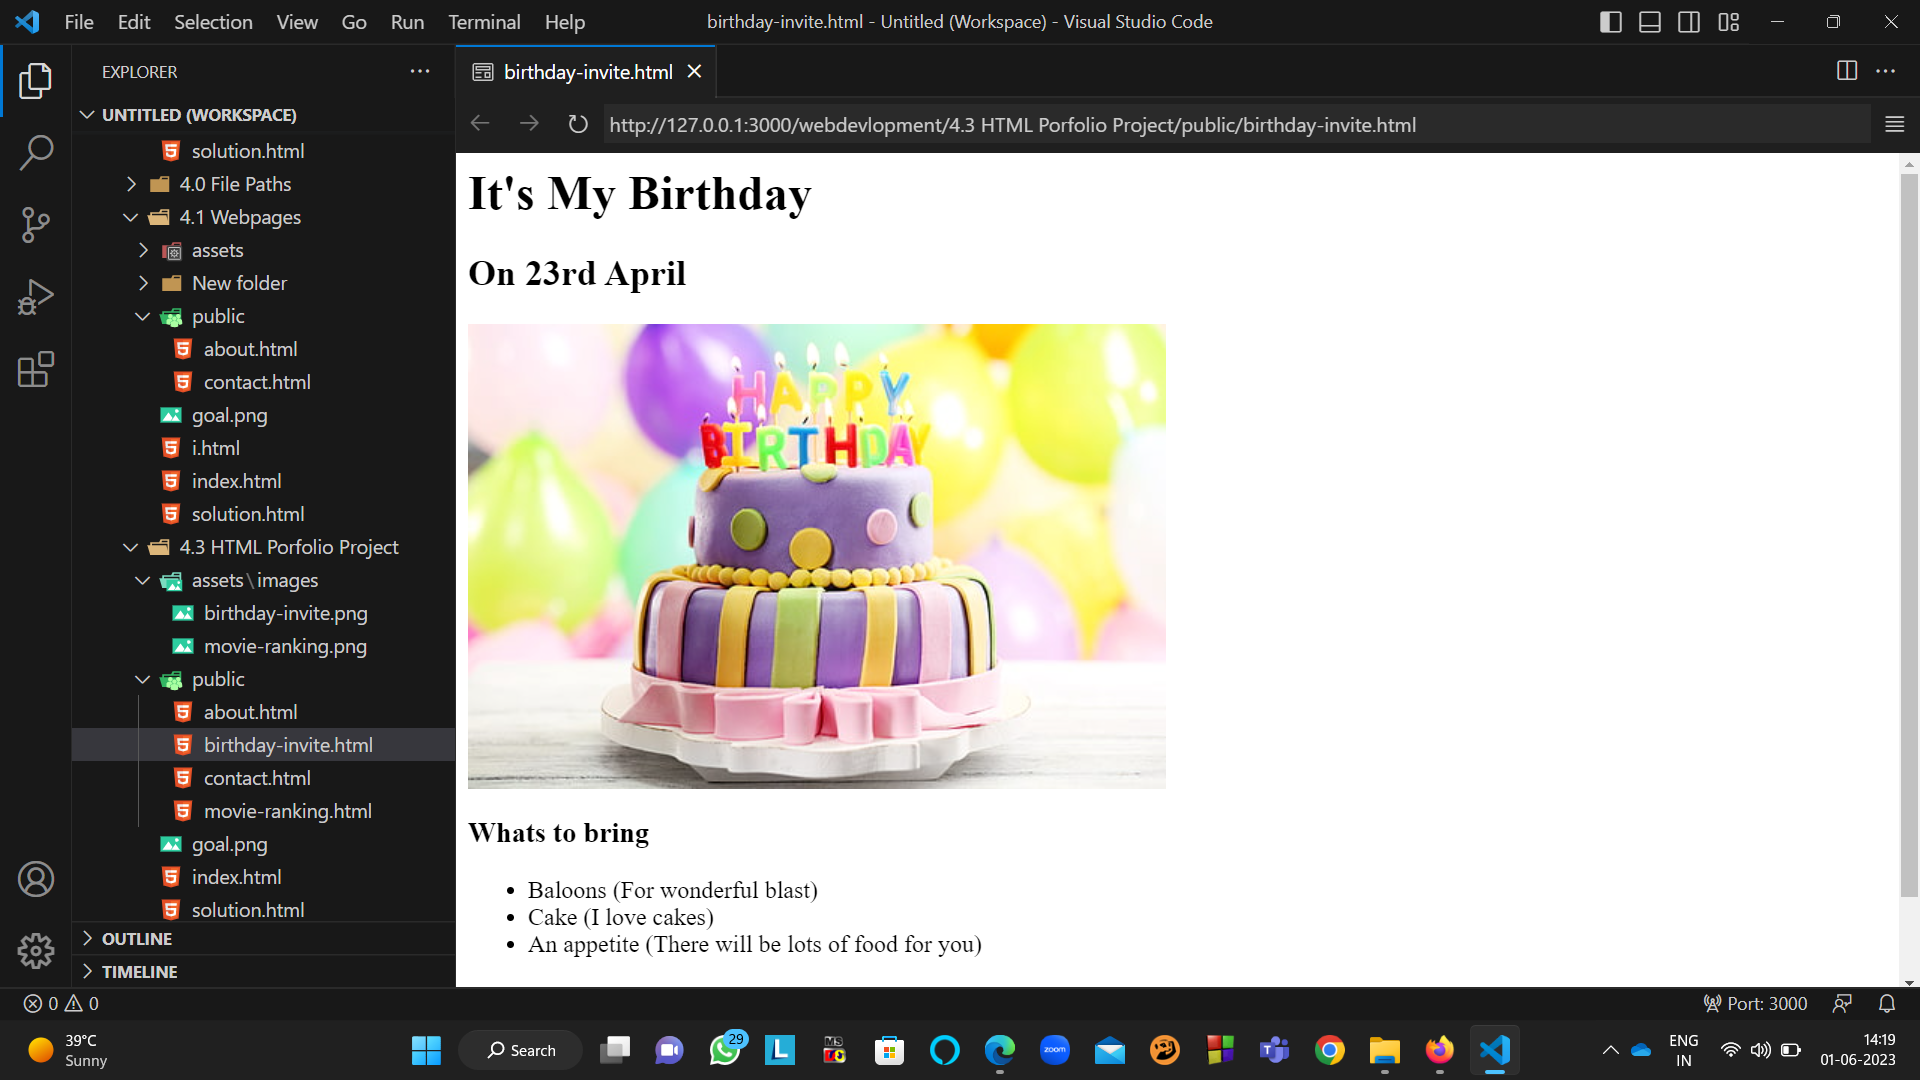 File Edit Selection View Go Run Terminal Help
birthday-invite.html - Untitled (Workspace) - Visual Studio Code
EXPLORER
UNTITLED (WORKSPACE)
solution.html
4.0 File Paths
4.1 Webpages
assets
New folder
public
about.html
contact.html
goal.png
i.html
index.html
solution.html
4.3 HTML Porfolio Project
assets\images
birthday-invite.png
movie-ranking.png
public
about.html
birthday-invite.html
contact.html
movie-ranking.html
goal.png
index.html
solution.html
OUTLINE
TIMELINE
birthday-invite.html
http://127.0.0.1:3000/webdevlopment/4.3 HTML Porfolio Project/public/birthday-invite.html
It's My Birthday
On 23rd April
HAPPY
BIRTHDAY
Whats to bring
• Baloons (For wonderful blast)
• Cake (I love cakes)
• An appetite (There will be lots of food for you)
0 0
Port: 3000
39°C
Sunny
Search
29
L
zoom
ENG
IN
14:19
01-06-2023